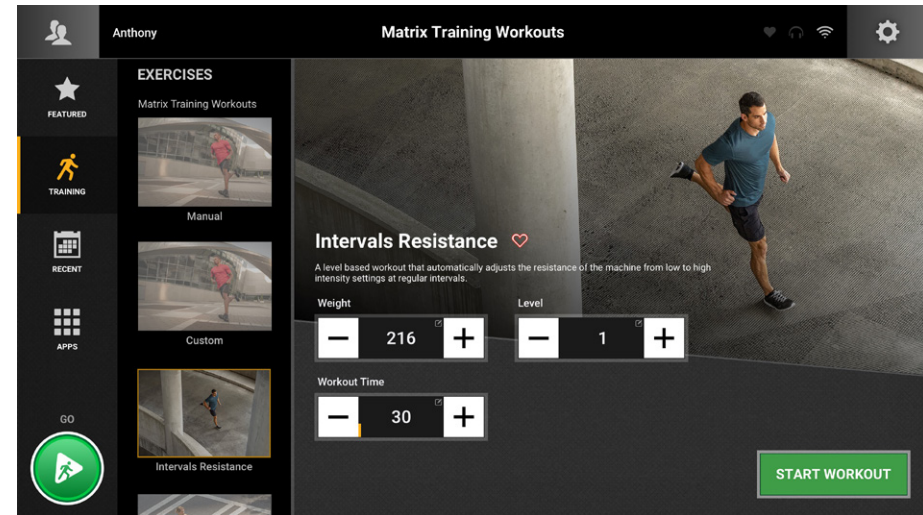 Anthony
Matrix Training Workouts
FEATURED
TRAINING
RECENT
APPS
GO
EXERCISES
Matrix Training Workouts
Manual
Custom
Intervals Resistance
Intervals Resistance
A level based workout that automatically adjusts the resistance of the machine from low to high
intensity settings at regular intervals.
Weight
Level
216
1
Workout Time
30
START WORKOUT